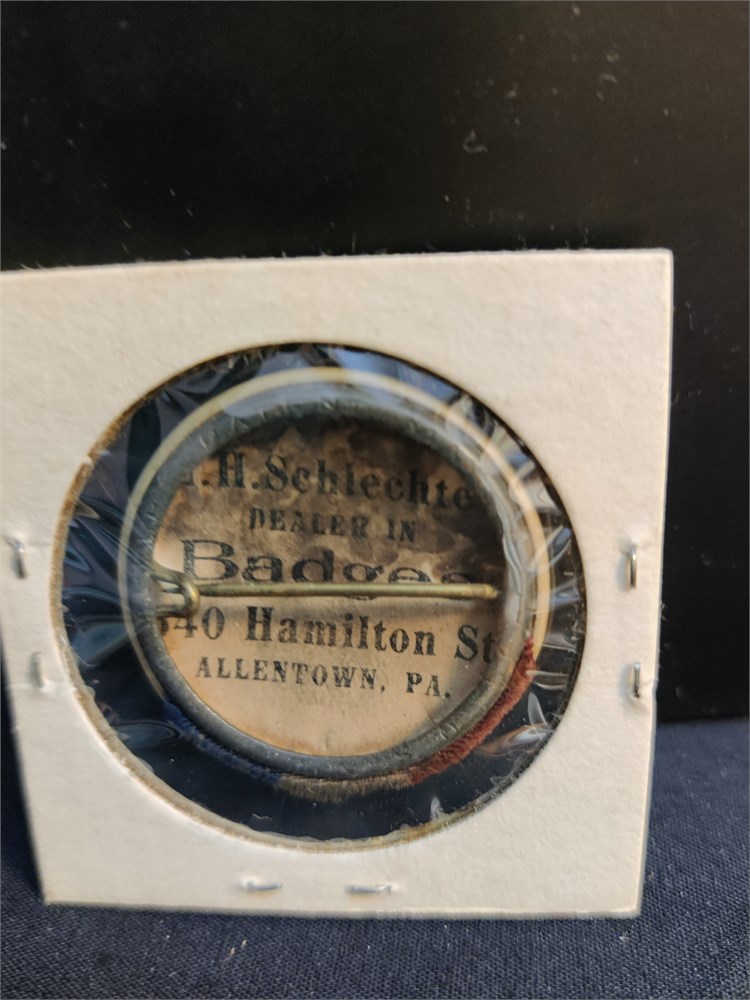 .H.Schlechte
DEALER IN
Badges
40 Hamilton St
ALLENTOWN, PA.